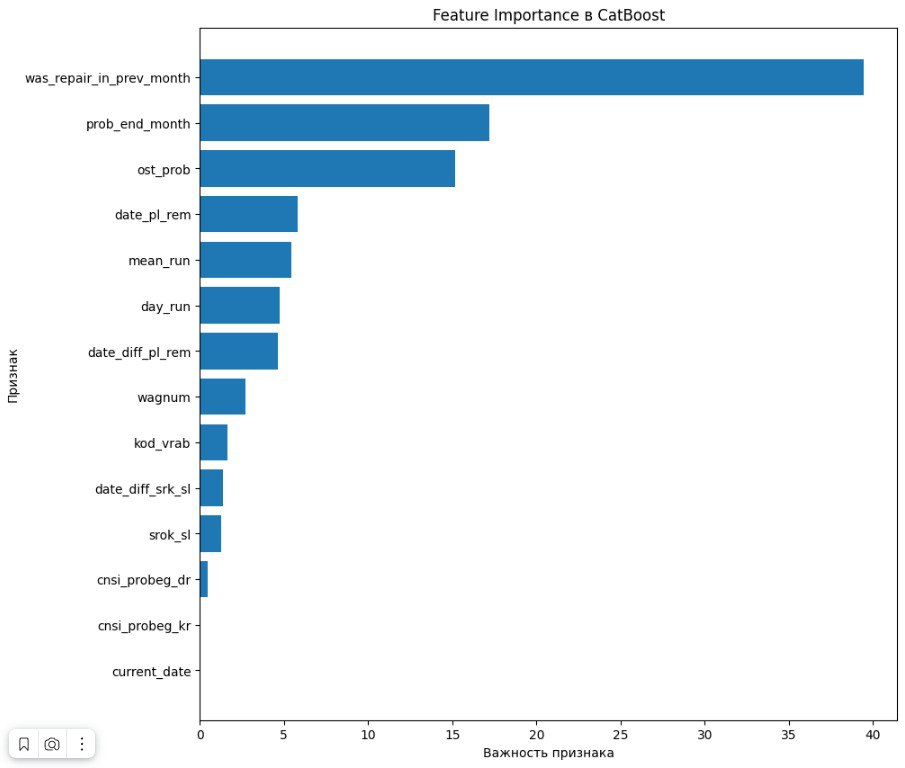 Feature Importance в CatBoost
was_repair_in_prev_month
prob_end_month
ost_prob
date_pl_rem
mean_run
day_run
date_diff_pl_rem
wagnum
kod_vrab
date_diff_srk_sl
srok_sl
cnsi_probeg_dr
cnsi_probeg_kr
current_date
Признак
0 5 10 15 20 25 30 35 40
Важность признака